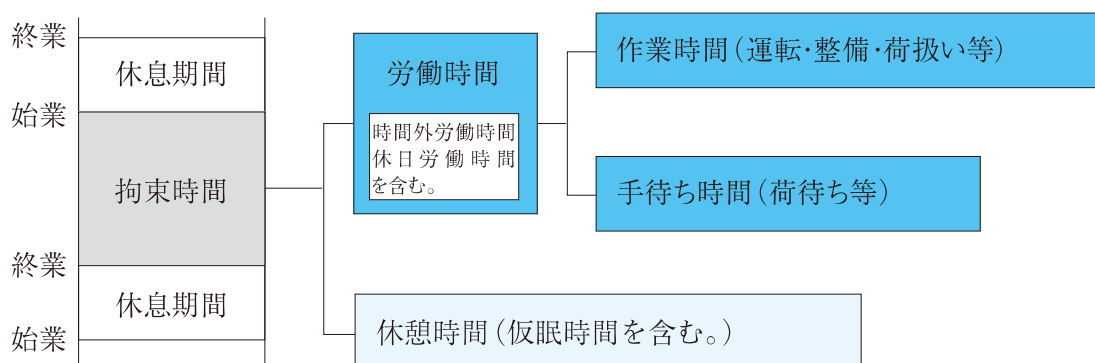 終業
休息期間
始業
拘束時間
終業
休息期間
始業
労働時間
時間外労働時間
休日労働時間
を含む。
作業時間（運転・整備・荷扱い等）
手待ち時間（荷待ち等）
休憩時間（仮眠時間を含む。）